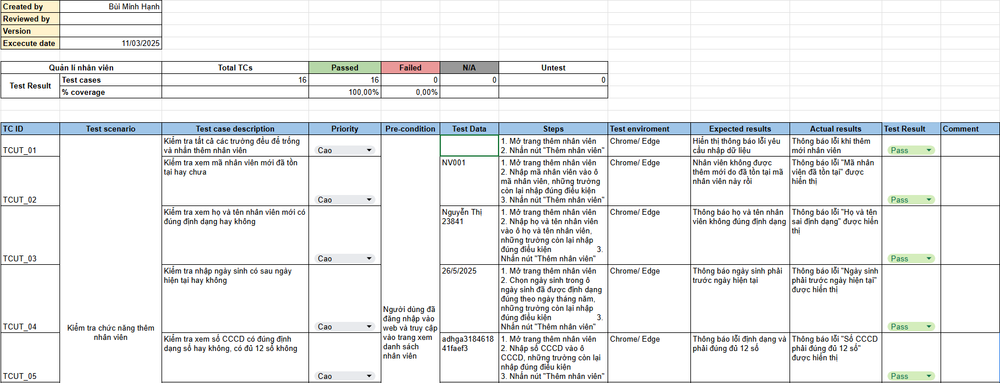 Created by Bùi Minh Hạnh
Reviewed by
Version
Excecute date 11/03/2025
Quản lí nhân viên Total TCs Passed Failed N/A Untest
Test Result Test cases 16 16 0 0 0
% coverage 100,00% 0,00%
TC ID Test scenario Test case description Priority Pre-condition Test Data Steps Test enviroment Expected results Actual results Test Result Comment
TCUT_01
Kiểm tra chức năng thêm
nhân viên
Kiểm tra tất cả các trường đều để trống
và nhấn thêm nhân viên
Cao
Người dùng đã
đăng nhập vào
web và truy cập
vào trang xem
danh sách
nhân viên
1. Mở trang thêm nhân viên
2. Nhấn nút "Thêm nhân viên"
Chrome/ Edge
Hiển thị thông báo lỗi yêu
cầu nhập dữ liệu
Thông báo lỗi khi thêm
mới nhân viên
Pass
TCUT_02
Kiểm tra xem mã nhân viên mới đã tồn
tại hay chưa
Cao
NV001
1. Mở trang thêm nhân viên
2. Nhập mã nhân viên vào ô
mã nhân viên, những trường
còn lại nhập đúng điều kiện
3. Nhấn nút "Thêm nhân viên"
Chrome/ Edge
Nhân viên không được
thêm mới do đã tồn tại mã
nhân viên này rồi
Thông báo lỗi "Mã nhân
viên đã tồn tại" được
hiển thị
Pass
TCUT_03
Kiểm tra xem họ và tên nhân viên mới có
đúng định dạng hay không
Cao
Nguyễn Thị
23841
1. Mở trang thêm nhân viên
2. Nhập họ và tên nhân viên
vào ô họ và tên nhân viên,
những trường còn lại nhập
đúng điều kiện 3.
Nhấn nút "Thêm nhân viên"
Chrome/ Edge
Thông báo họ và tên nhân
viên không đúng định dạng
Thông báo lỗi "Họ và tên
sai định dạng" được hiển
thị
Pass
TCUT_04
Kiểm tra nhập ngày sinh có sau ngày
hiện tại hay không
Cao
26/5/2025
1. Mở trang thêm nhân viên
2. Chọn ngày sinh trong ô
ngày sinh đã được định dạng
đúng theo ngày tháng năm,
những trường còn lại nhập
đúng điều kiện 3.
Nhấn nút "Thêm nhân viên"
Chrome/ Edge
Thông báo ngày sinh phải
trước ngày hiện tại
Thông báo lỗi "Ngày sinh
phải trước ngày hiện tại"
được hiển thị
Pass
TCUT_05
Kiểm tra xem số CCCD có đúng định
dạng số hay không, có đủ 12 số không
Cao
adhga3184618
41faef3
1. Mở trang thêm nhân viên
2. Nhập số CCCD vào ô
CCCD, những trường còn lại
nhập đúng điều kiện
3. Nhấn nút "Thêm nhân viên"
Chrome/ Edge
Thông báo lỗi định dạng và
phải đúng đủ 12 số
Thông báo lỗi "Số CCCD
phải đúng đủ 12 số"
được hiển thị
Pass